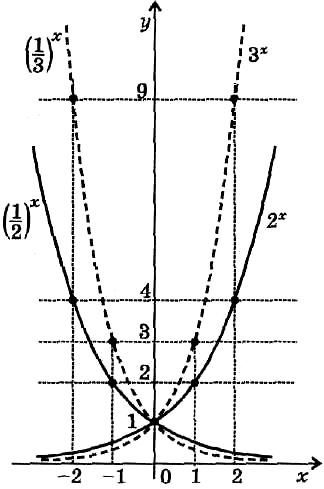 y
(1/3)^x
3^x
9
(1/2)^x
2^x
4
3
2
1
-2 -1 0 1 2 x